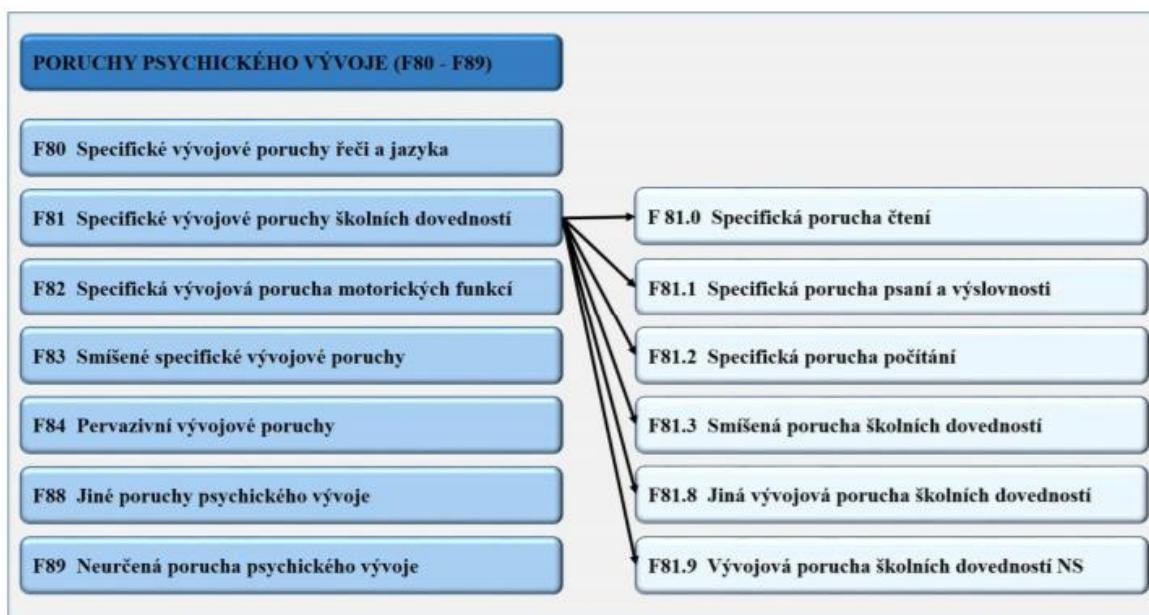 PORUCHY PSYCHICKÉHO VÝVOJE (F80 - F89)
F80 Specifické vývojové poruchy řeči a jazyka
F81 Specifické vývojové poruchy školních dovedností
F82 Specifická vývojová porucha motorických funkcí
F83 Smíšené specifické vývojové poruchy
F84 Pervazivní vývojové poruchy
F88 Jiné poruchy psychického vývoje
F89 Neurčená porucha psychického vývoje
F 81.0 Specifická porucha čtení
F81.1 Specifická porucha psaní a výslovnosti
F81.2 Specifická porucha počítání
F81.3 Smíšená porucha školních dovedností
F81.8 Jiná vývojová porucha školních dovedností
F81.9 Vývojová porucha školních dovedností NS